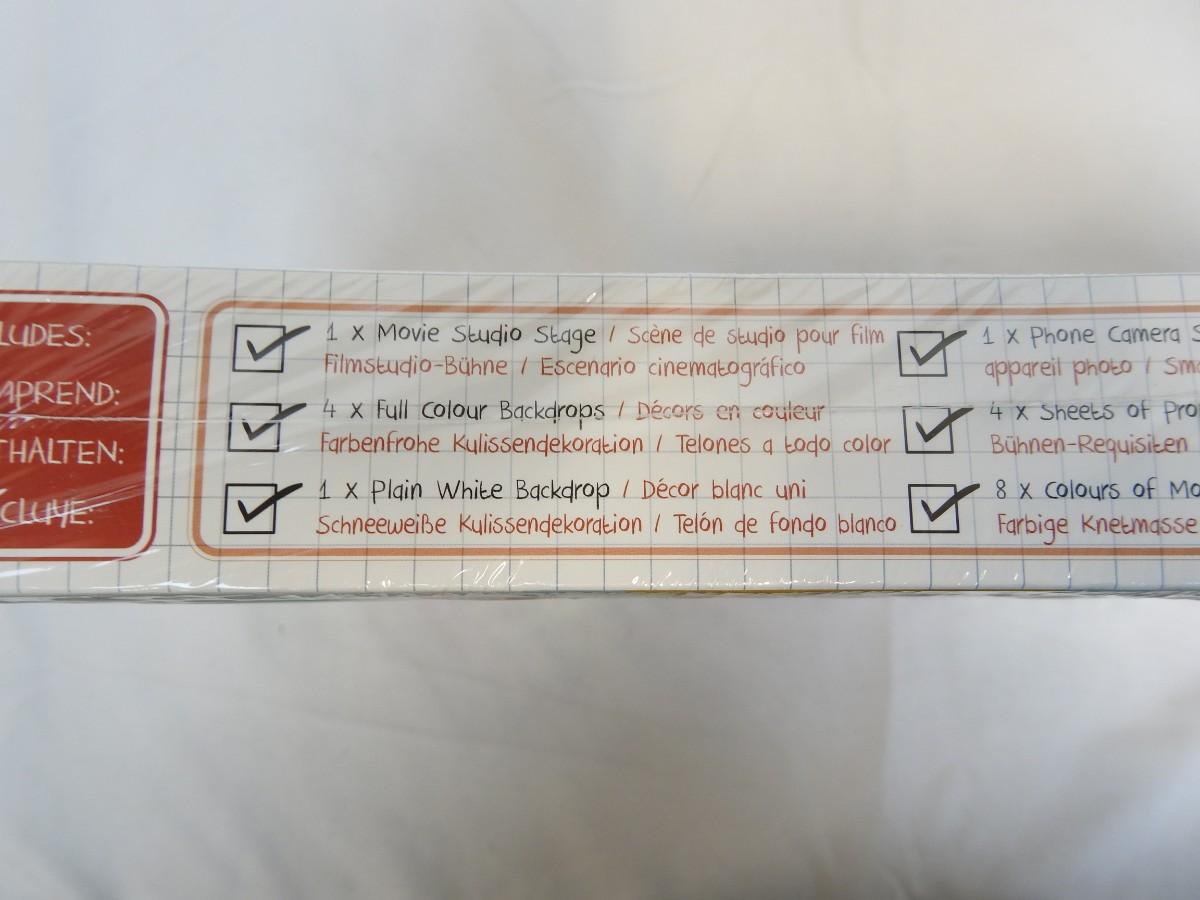 LUDES:
MPREND:
THALTEN:
CLUYE:
1 x Movie Studio Stage / Scène de studio pour film
Filmstudio-Bühne / Escenario cinematográfico
4 x Full Colour Backdrops / Décors en couleur
Farbenfrohe Kulissendekoration / Telones a todo color
1 x Plain White Backdrop / Décor blanc uni
Schneeweiße Kulissendekoration / Telón de fondo blanco
1 x Phone Camera S
appareil photo / Sm
4 x Sheets of Pro
Bühnen-Requisiten
8 x Colours of Mo
Farbige Knetmasse